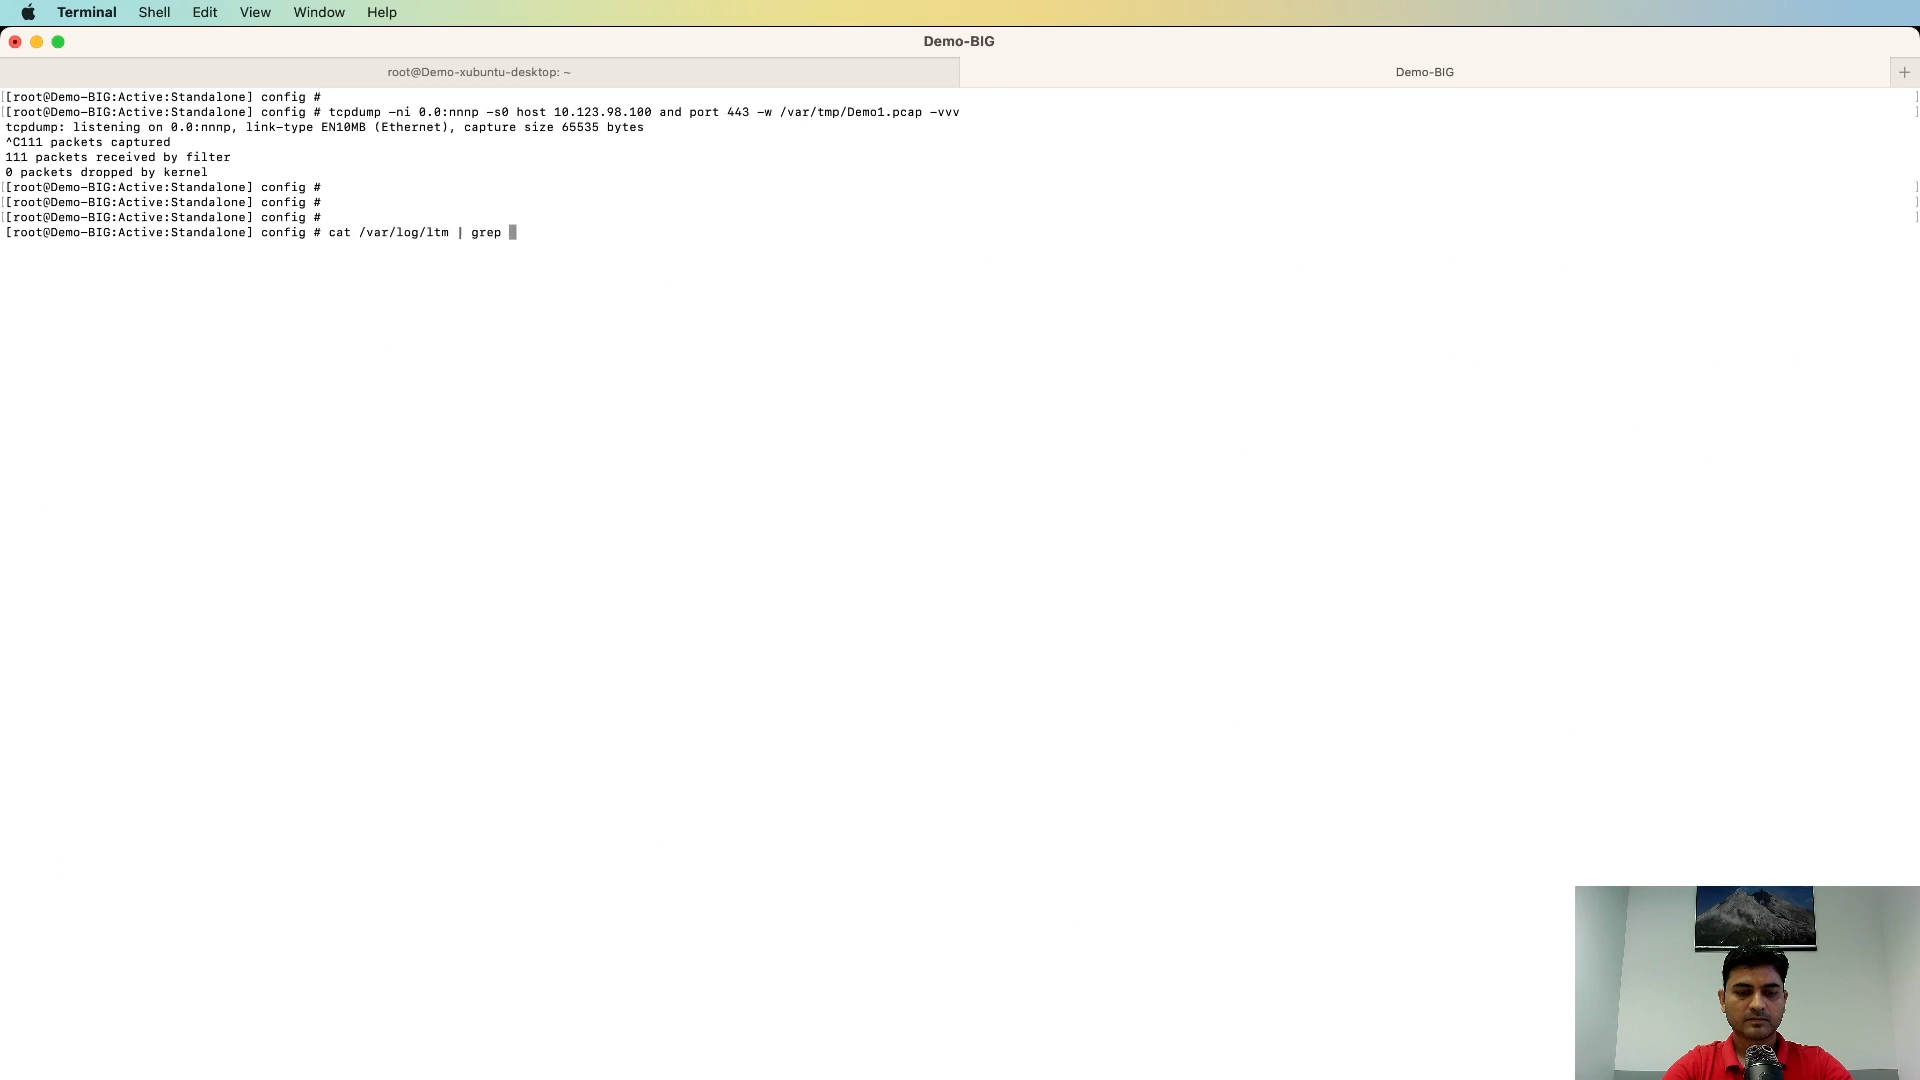 Terminal Shell Edit View Window Help
Demo-BIG
root@Demo-xubuntu-desktop: ~
Demo-BIG
+
[[root@Demo-BIG:Active:Standalone] config # ]
[[root@Demo-BIG:Active:Standalone] config # tcpdump -ni 0.0:nnnp -s0 host 10.123.98.100 and port 443 -w /var/tmp/Demo1.pcap -vvv ]
tcpdump: listening on 0.0:nnnp, link-type EN10MB (Ethernet), capture size 65535 bytes
^C111 packets captured
111 packets received by filter
0 packets dropped by kernel
[[root@Demo-BIG:Active:Standalone] config # ]
[[root@Demo-BIG:Active:Standalone] config # ]
[[root@Demo-BIG:Active:Standalone] config # ]
[root@Demo-BIG:Active:Standalone] config # cat /var/log/ltm | grep